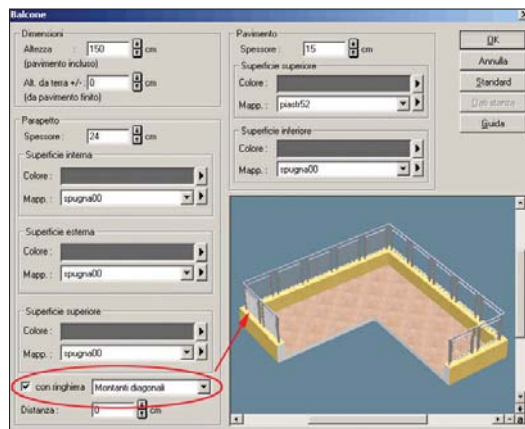 Balcone
Dimensioni
Altezza : 150 cm
(pavimento incluso)
Alt. da terra +/-: 0 cm
(da pavimento finito)
Parapetto
Spessore : 24 cm
Superficie interna
Colore :
Mapp. : spugna00
Superficie esterna
Colore :
Mapp. : spugna00
Superficie superiore
Colore :
Mapp. : spugna00
con ringhiera Montanti diagonali
Distanza : 0 cm
Pavimento
Spessore : 15 cm
Superficie superiore
Colore :
Mapp. : piastr52
Superficie inferiore
Colore :
Mapp. : spugna00
OK
Annulla
Standard
Dati stanza
Guida